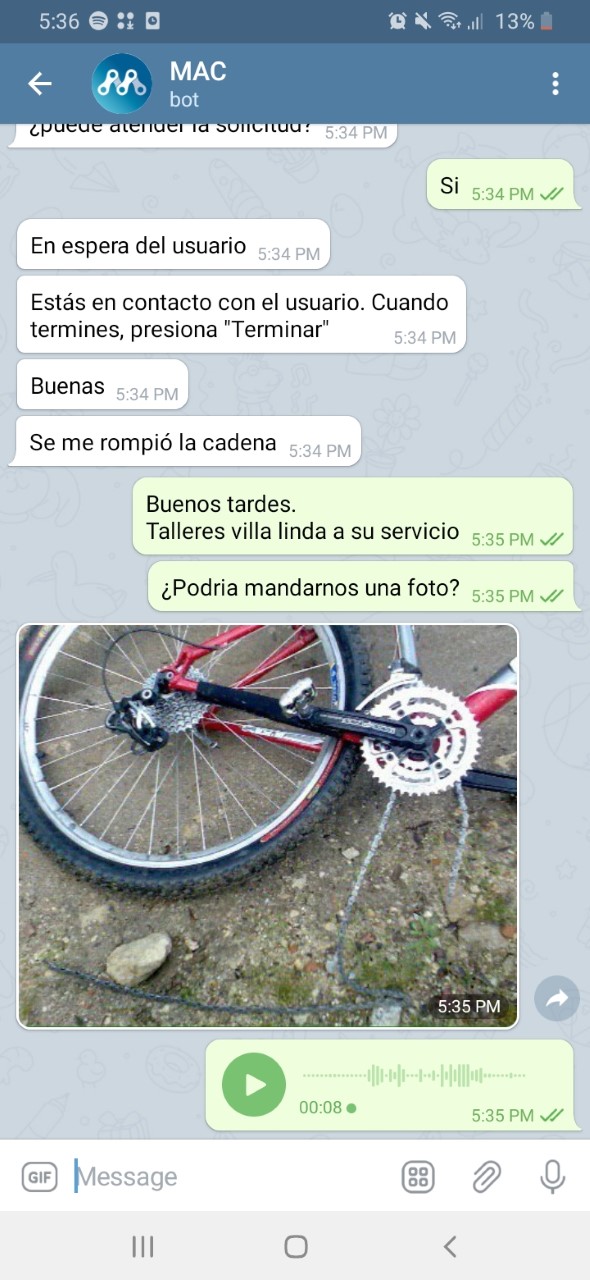 5:36
13%
MAC
bot
¿puede atender la solicitud? 5:34 PM
Si 5:34 PM
En espera del usuario 5:34 PM
Estás en contacto con el usuario. Cuando
termines, presiona "Terminar" 5:34 PM
Buenas 5:34 PM
Se me rompió la cadena 5:34 PM
Buenos tardes.
Talleres villa linda a su servicio 5:35 PM
¿Podria mandarnos una foto? 5:35 PM
5:35 PM
00:08
5:35 PM
GIF
Message